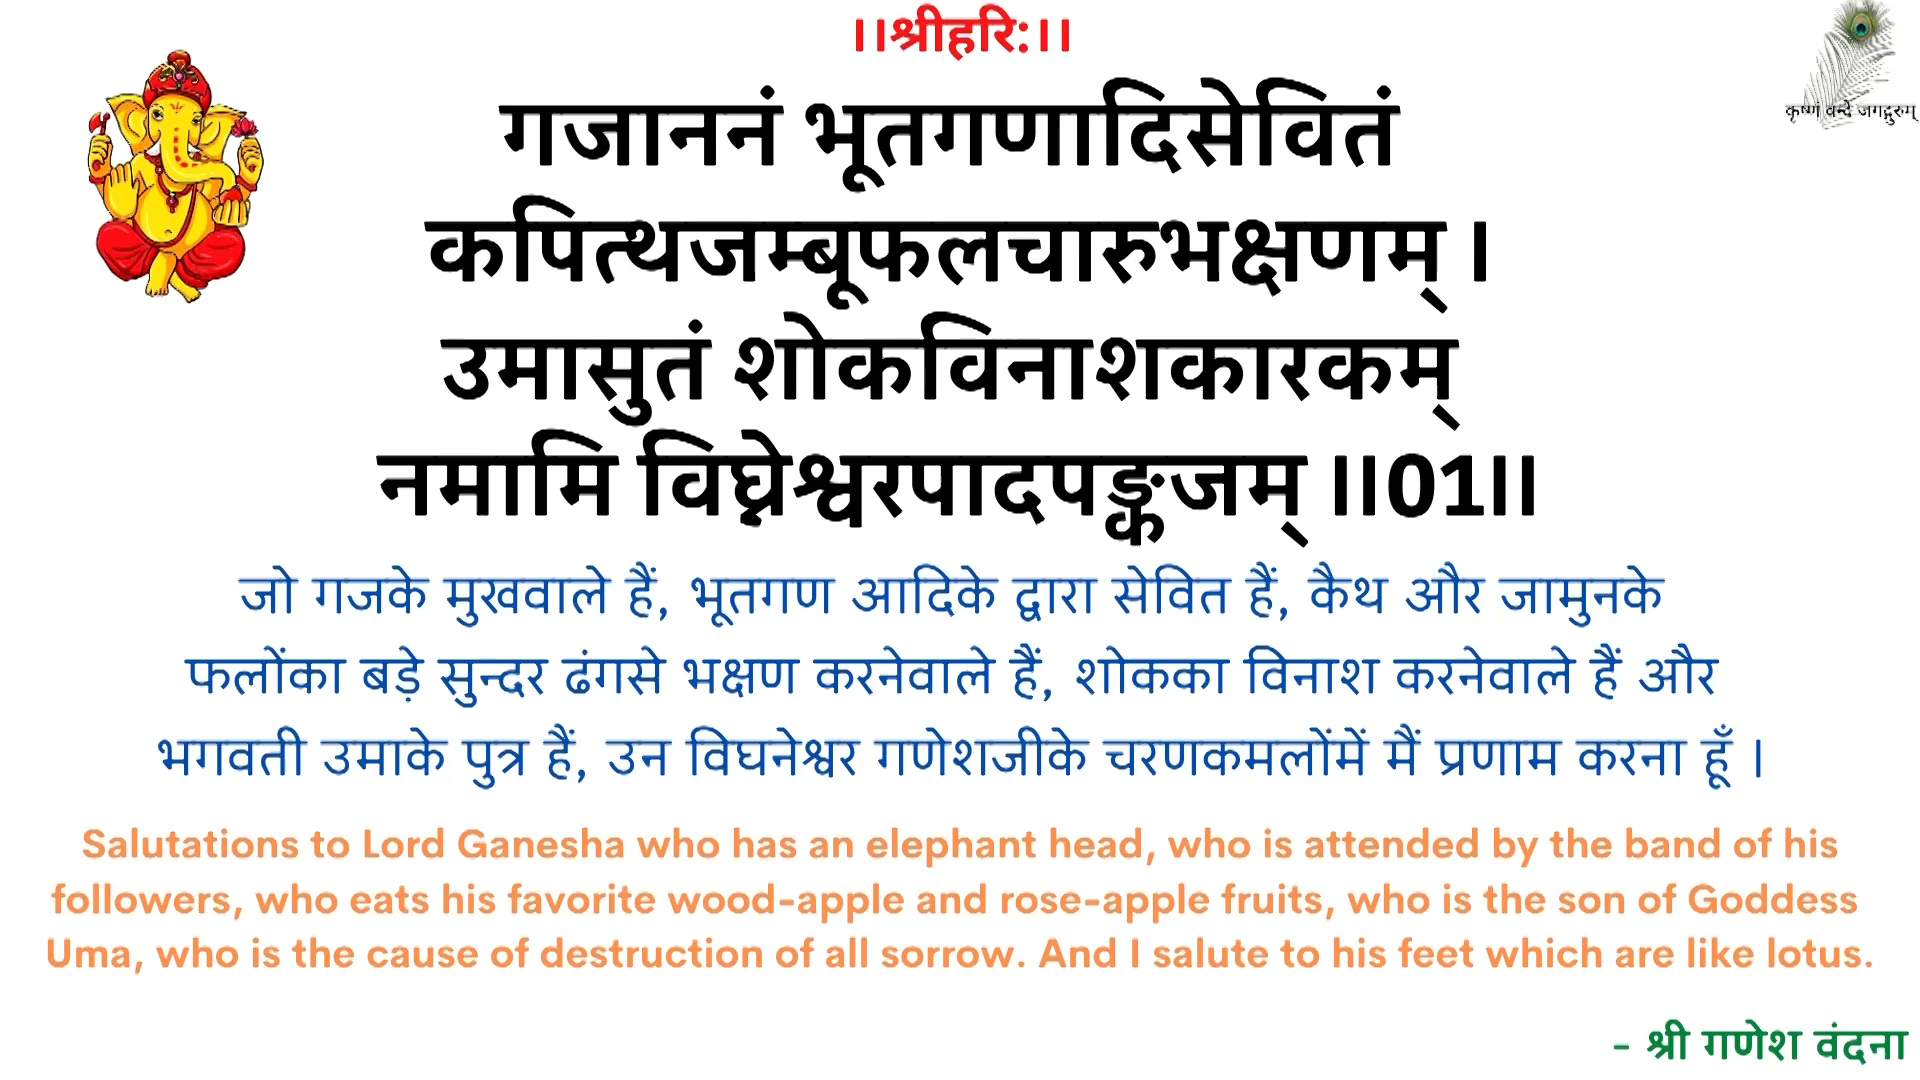 ।।श्रीहरि:।।
कृष्णं वन्दे जगद्गुरुम्
गजाननं भूतगणादिसेवितं
कपित्थजम्बूफलचारुभक्षणम् ।
उमासुतं शोकविनाशकारकम्
नमामि विघ्नेश्वरपादपङ्कजम् ।।01।।
जो गजके मुखवाले हैं, भूतगण आदिके द्वारा सेवित हैं, कैथ और जामुनके
फलोंका बड़े सुन्दर ढंगसे भक्षण करनेवाले हैं, शोकका विनाश करनेवाले हैं और
भगवती उमाके पुत्र हैं, उन विघनेश्वर गणेशजीके चरणकमलोंमें मैं प्रणाम करना हूँ ।
Salutations to Lord Ganesha who has an elephant head, who is attended by the band of his
followers, who eats his favorite wood-apple and rose-apple fruits, who is the son of Goddess
Uma, who is the cause of destruction of all sorrow. And I salute to his feet which are like lotus.
- श्री गणेश वंदना